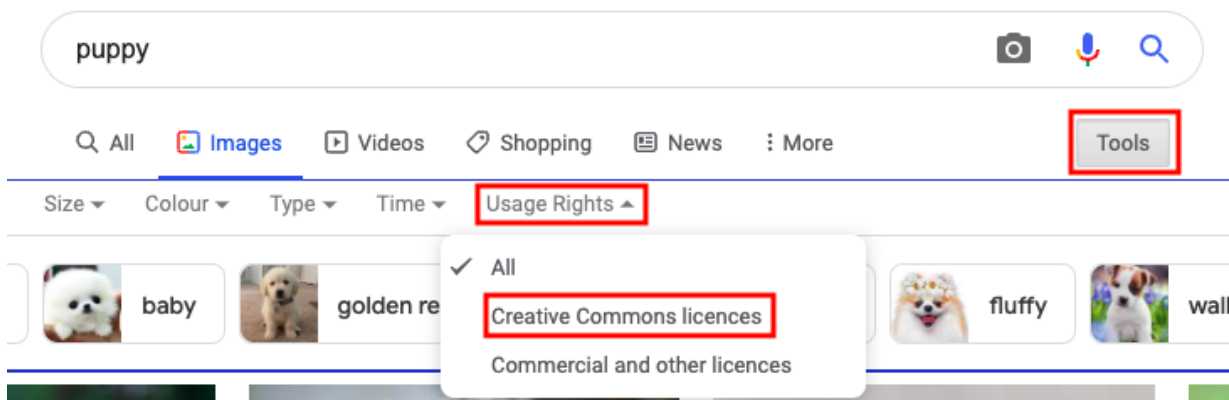 puppy
All Images Videos Shopping News More Tools
Size Colour Type Time Usage Rights
All
baby golden re fluffy wall
Creative Commons licences
Commercial and other licences